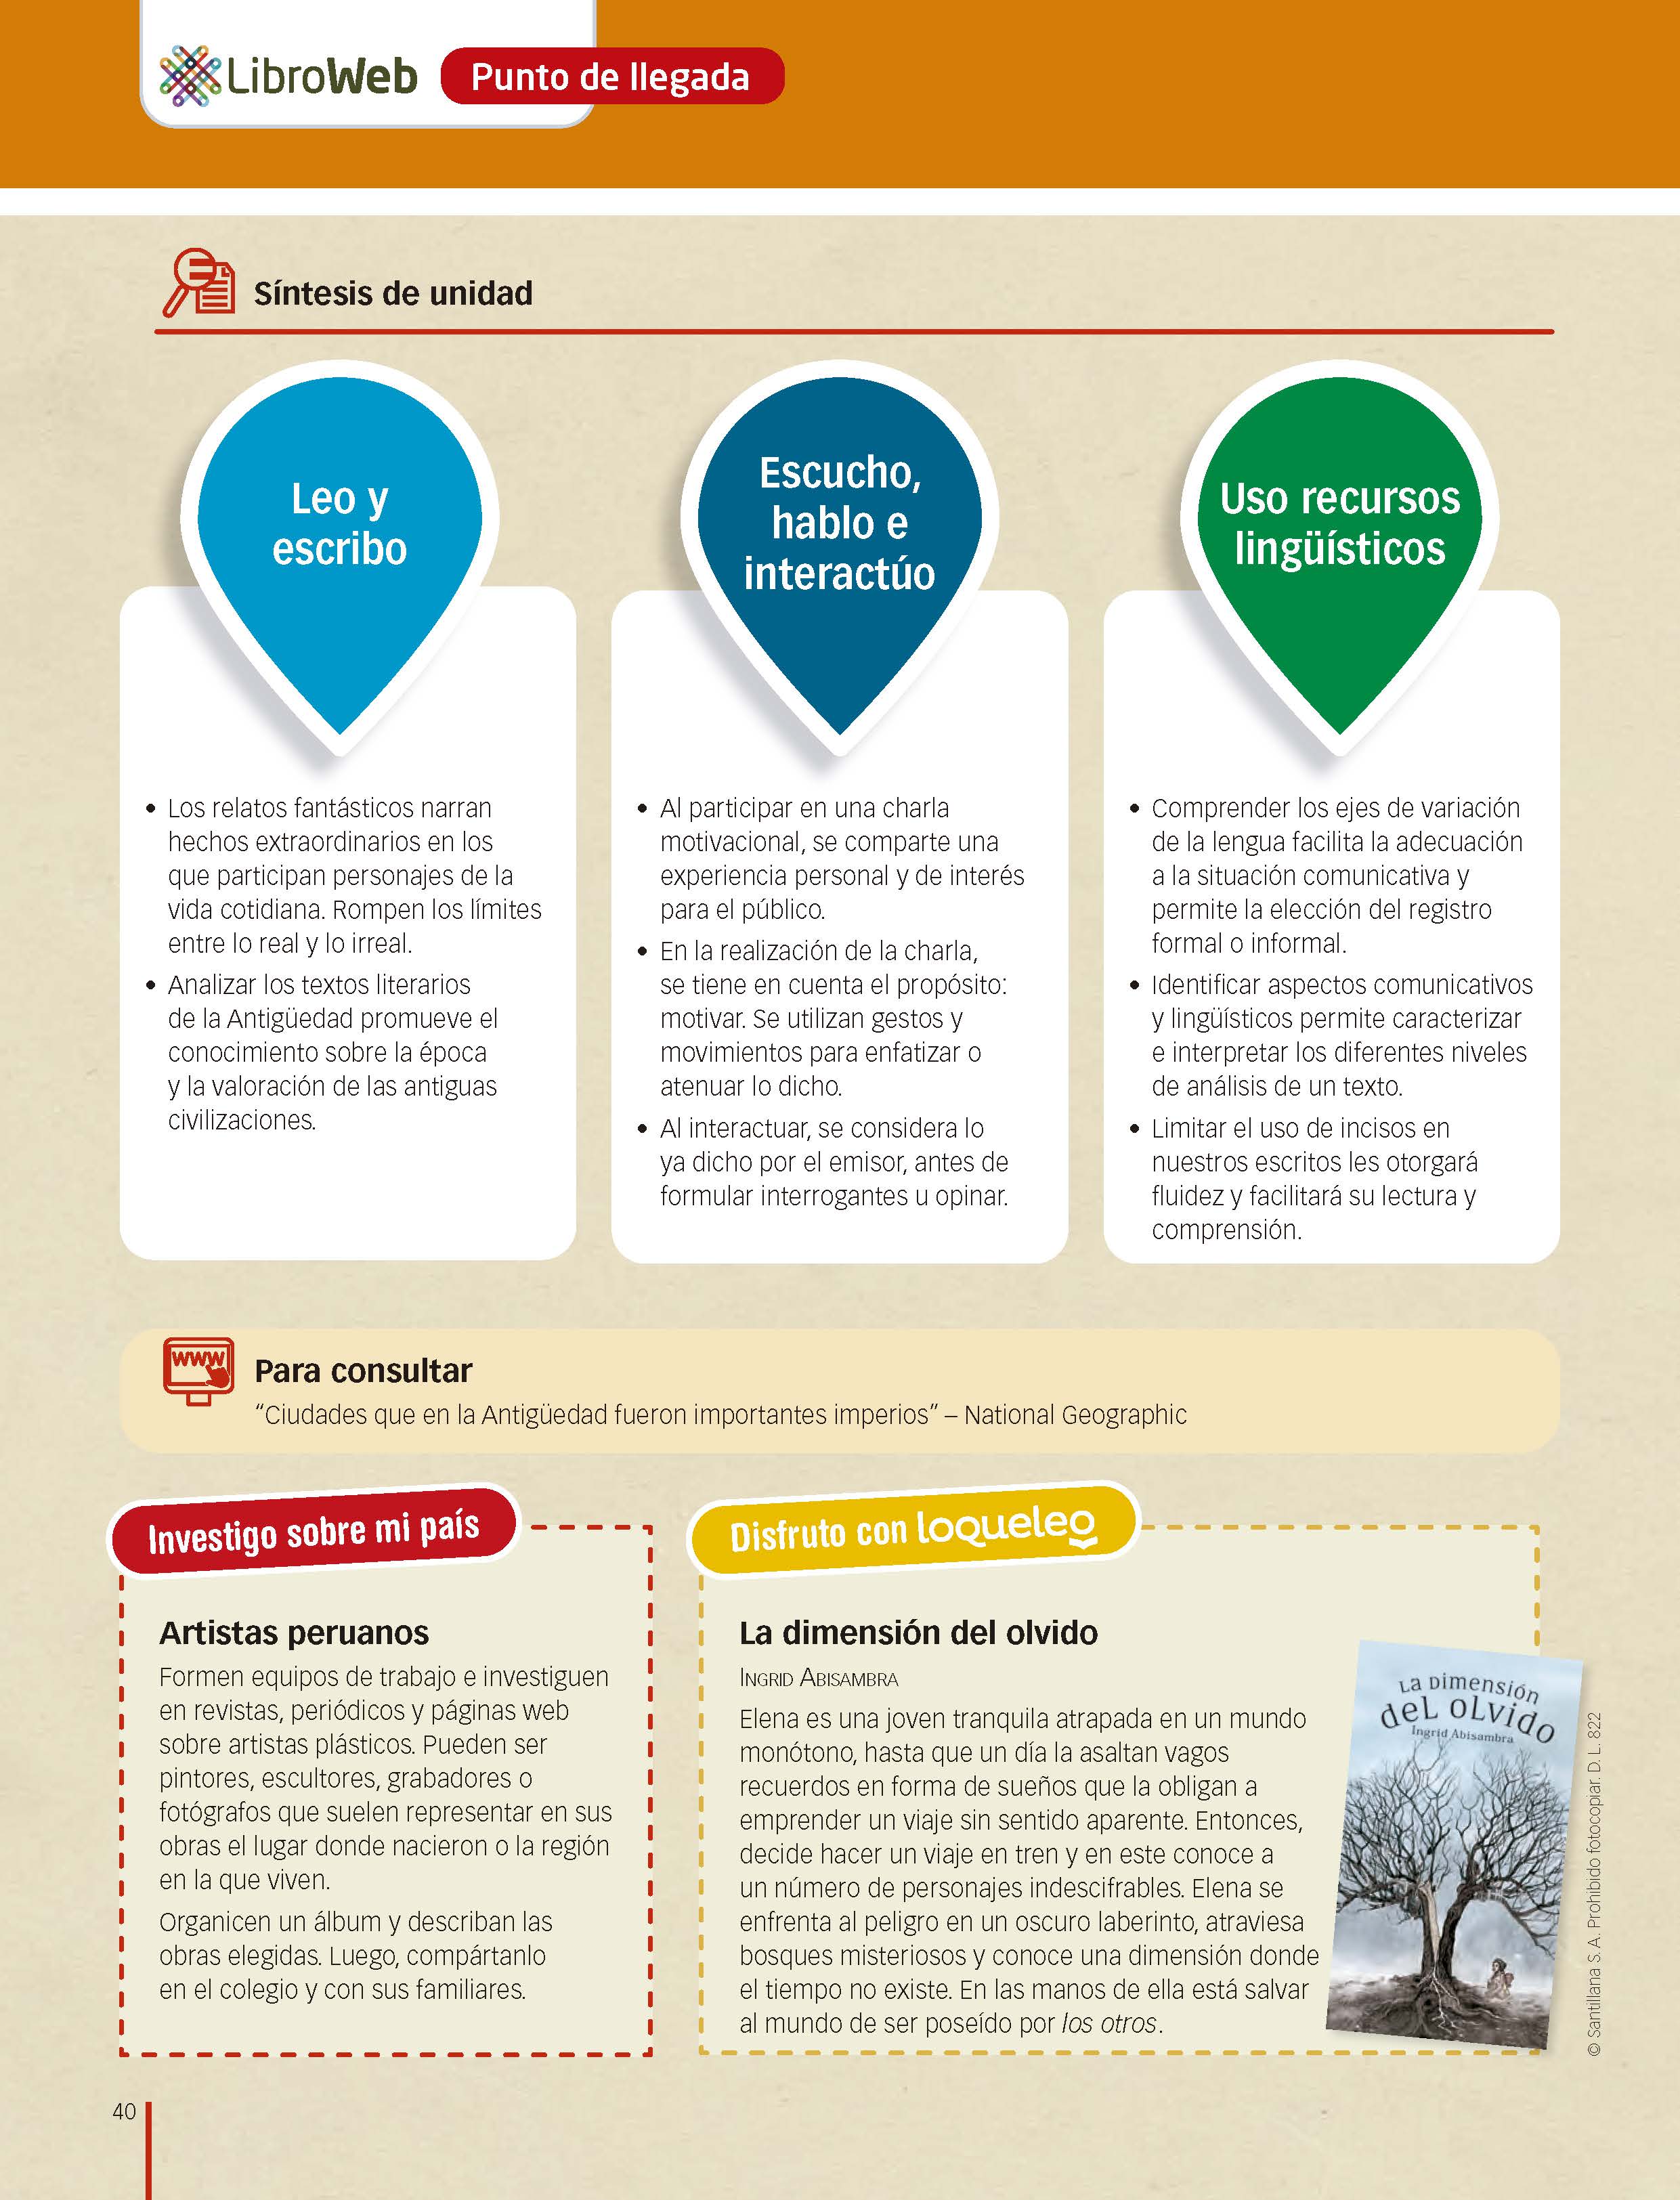 LibroWeb
Punto de llegada
Síntesis de unidad
Leo y
escribo
• Los relatos fantásticos narran
hechos extraordinarios en los
que participan personajes de la
vida cotidiana. Rompen los límites
entre lo real y lo irreal.
• Analizar los textos literarios
de la Antigüedad promueve el
conocimiento sobre la época
y la valoración de las antiguas
civilizaciones.
Escucho,
hablo e
interactúo
• Al participar en una charla
motivacional, se comparte una
experiencia personal y de interés
para el público.
• En la realización de la charla,
se tiene en cuenta el propósito:
motivar. Se utilizan gestos y
movimientos para enfatizar o
atenuar lo dicho.
• Al interactuar, se considera lo
ya dicho por el emisor, antes de
formular interrogantes u opinar.
Uso recursos
lingüísticos
• Comprender los ejes de variación
de la lengua facilita la adecuación
a la situación comunicativa y
permite la elección del registro
formal o informal.
• Identificar aspectos comunicativos
y lingüísticos permite caracterizar
e interpretar los diferentes niveles
de análisis de un texto.
• Limitar el uso de incisos en
nuestros escritos les otorgará
fluidez y facilitará su lectura y
comprensión.
www
Para consultar
“Ciudades que en la Antigüedad fueron importantes imperios” – National Geographic
Investigo sobre mi país
Artistas peruanos
Formen equipos de trabajo e investiguen
en revistas, periódicos y páginas web
sobre artistas plásticos. Pueden ser
pintores, escultores, grabadores o
fotógrafos que suelen representar en sus
obras el lugar donde nacieron o la región
en la que viven.
Organicen un álbum y describan las
obras elegidas. Luego, compártanlo
en el colegio y con sus familiares.
Disfruto con loqueleo
La dimensión del olvido
Ingrid Abisambra
Elena es una joven tranquila atrapada en un mundo
monótono, hasta que un día la asaltan vagos
recuerdos en forma de sueños que la obligan a
emprender un viaje sin sentido aparente. Entonces,
decide hacer un viaje en tren y en este conoce a
un número de personajes indescifrables. Elena se
enfrenta al peligro en un oscuro laberinto, atraviesa
bosques misteriosos y conoce una dimensión donde
el tiempo no existe. En las manos de ella está salvar
al mundo de ser poseído por los otros.
La dimensión
del olvido
Ingrid Abisambra
© Santillana S. A. Prohibido fotocopiar. D. L. 822
40